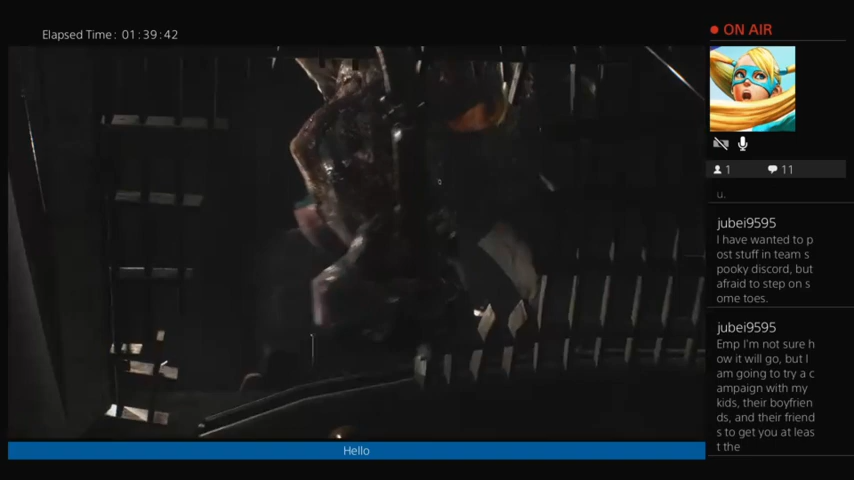 Elapsed Time: 01:39:42
ON AIR
1
11
u.
jubei9595
I have wanted to p
ost stuff in team s
pooky discord, but
afraid to step on s
ome toes.
jubei9595
Emp I'm not sure h
ow it will go, but I
am going to try a c
ampaign with my
kids, their boyfrien
ds, and their friend
s to get you at leas
t the
Hello